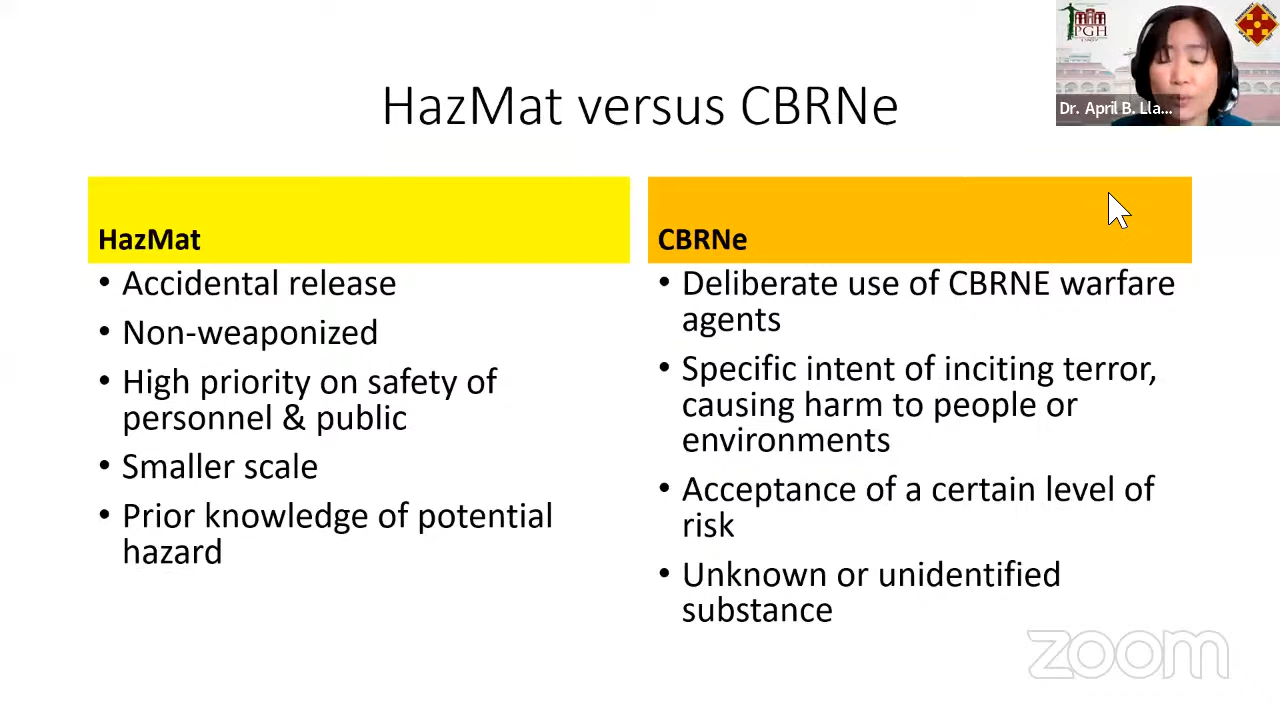 PGH
Dr. April B. Lla...
HazMat versus CBRNe
HazMat
• Accidental release
• Non-weaponized
• High priority on safety of
personnel & public
• Smaller scale
• Prior knowledge of potential
hazard
CBRNe
• Deliberate use of CBRNE warfare
agents
• Specific intent of inciting terror,
causing harm to people or
environments
• Acceptance of a certain level of
risk
• Unknown or unidentified
substance
zoom